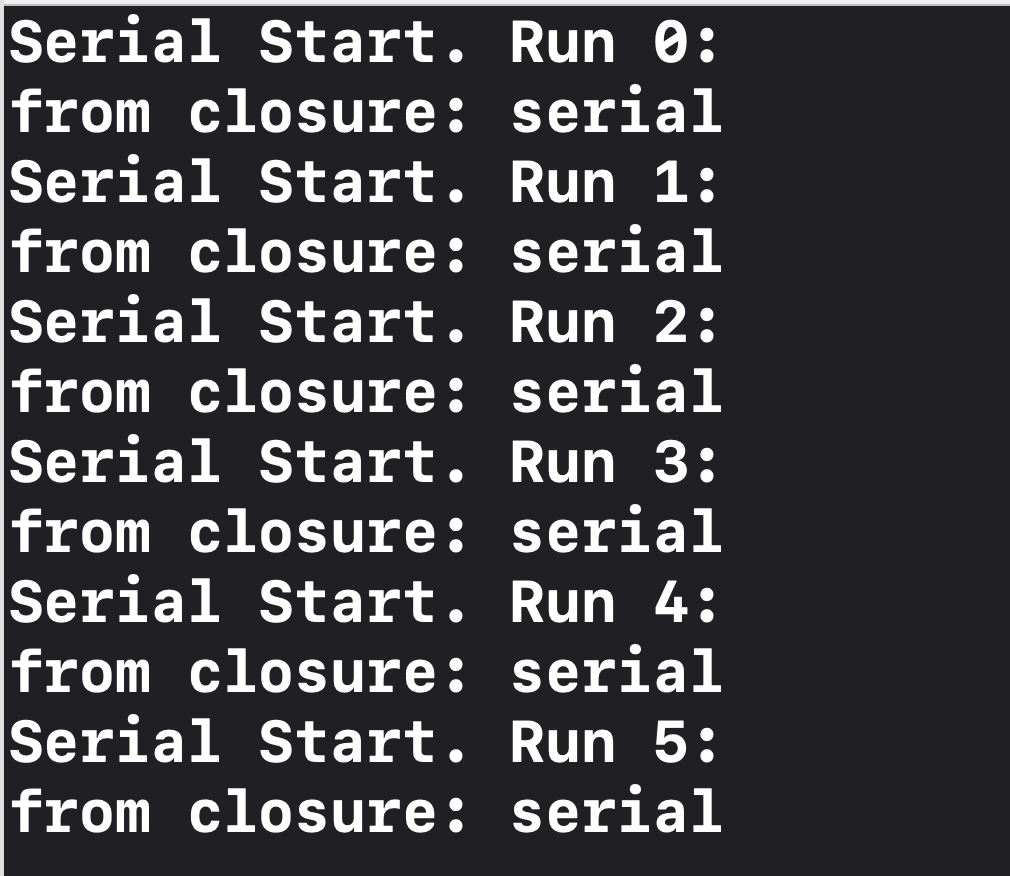 Serial Start. Run 0:
from closure: serial
Serial Start. Run 1:
from closure: serial
Serial Start. Run 2:
from closure: serial
Serial Start. Run 3:
from closure: serial
Serial Start. Run 4:
from closure: serial
Serial Start. Run 5:
from closure: serial